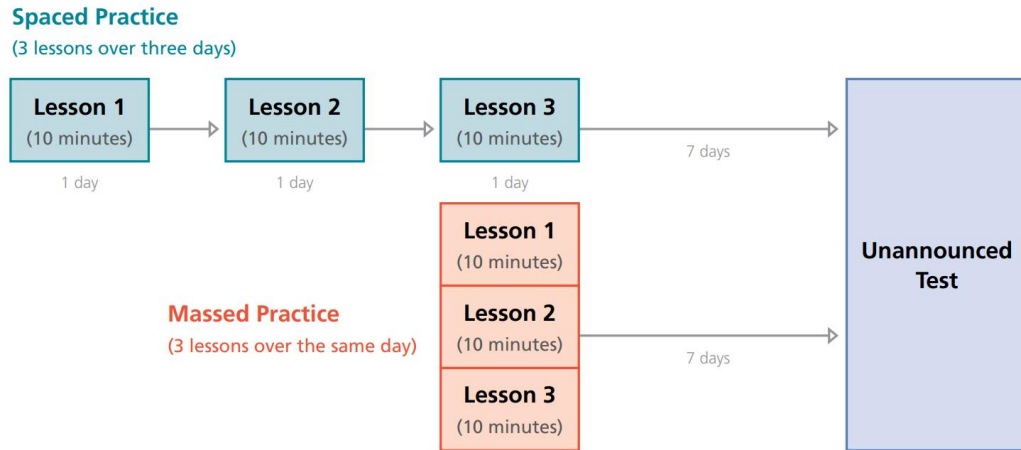 Spaced Practice
(3 lessons over three days)
Lesson 1
(10 minutes)
Lesson 2
(10 minutes)
Lesson 3
(10 minutes)
7 days
1 day
1 day
1 day
Lesson 1
(10 minutes)
Massed Practice
(3 lessons over the same day)
Lesson 2
(10 minutes)
7 days
Lesson 3
(10 minutes)
Unannounced
Test